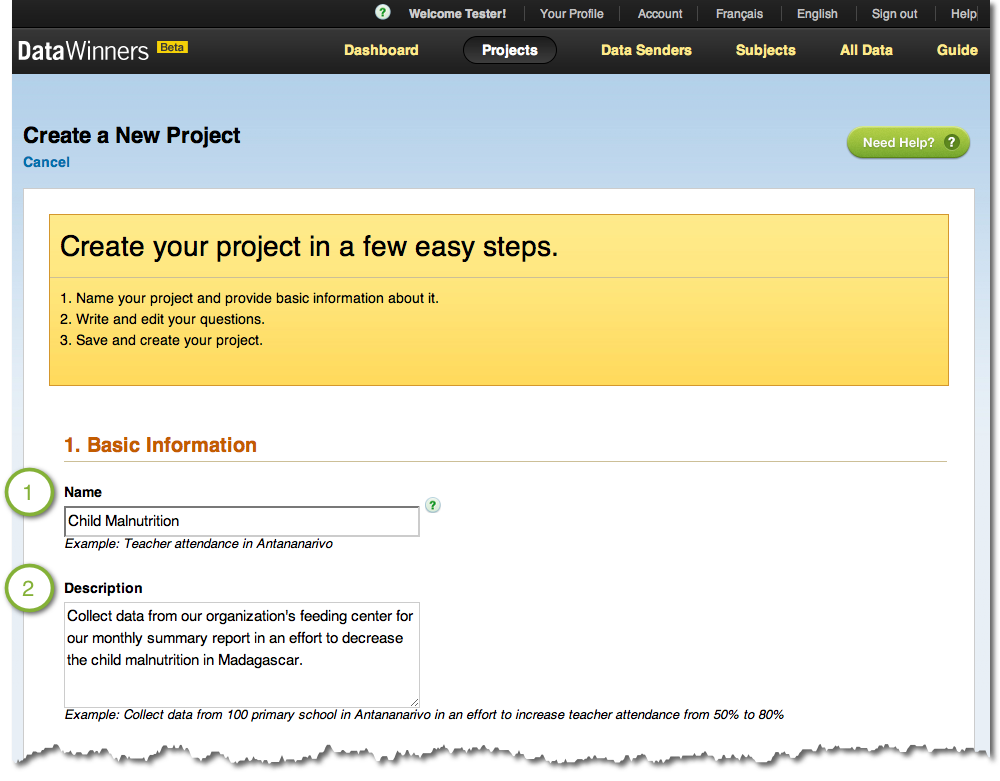 ? Welcome Tester! Your Profile Account Français English Sign out Help
DataWinners Beta Dashboard Projects Data Senders Subjects All Data Guide
Create a New Project
Need Help? ?
Cancel
Create your project in a few easy steps.
1. Name your project and provide basic information about it.
2. Write and edit your questions.
3. Save and create your project.
1. Basic Information
1 Name
?
Child Malnutrition
Example: Teacher attendance in Antananarivo
2 Description
Collect data from our organization's feeding center for
our monthly summary report in an effort to decrease
the child malnutrition in Madagascar.
Example: Collect data from 100 primary school in Antananarivo in an effort to increase teacher attendance from 50% to 80%